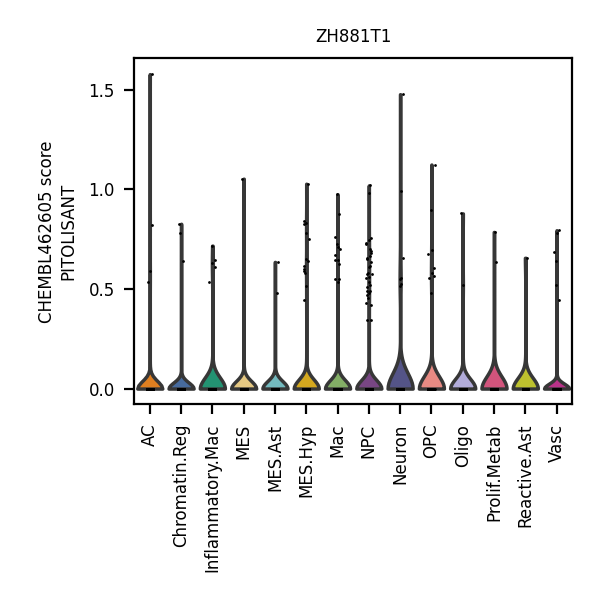 ZH881T1
CHEMBL462605 score
PITOLISANT
1.5
1.0
0.5
0.0
AC
Chromatin.Reg
Inflammatory.Mac
MES
MES.Ast
MES.Hyp
Mac
NPC
Neuron
OPC
Oligo
Prolif.Metab
Reactive.Ast
Vasc